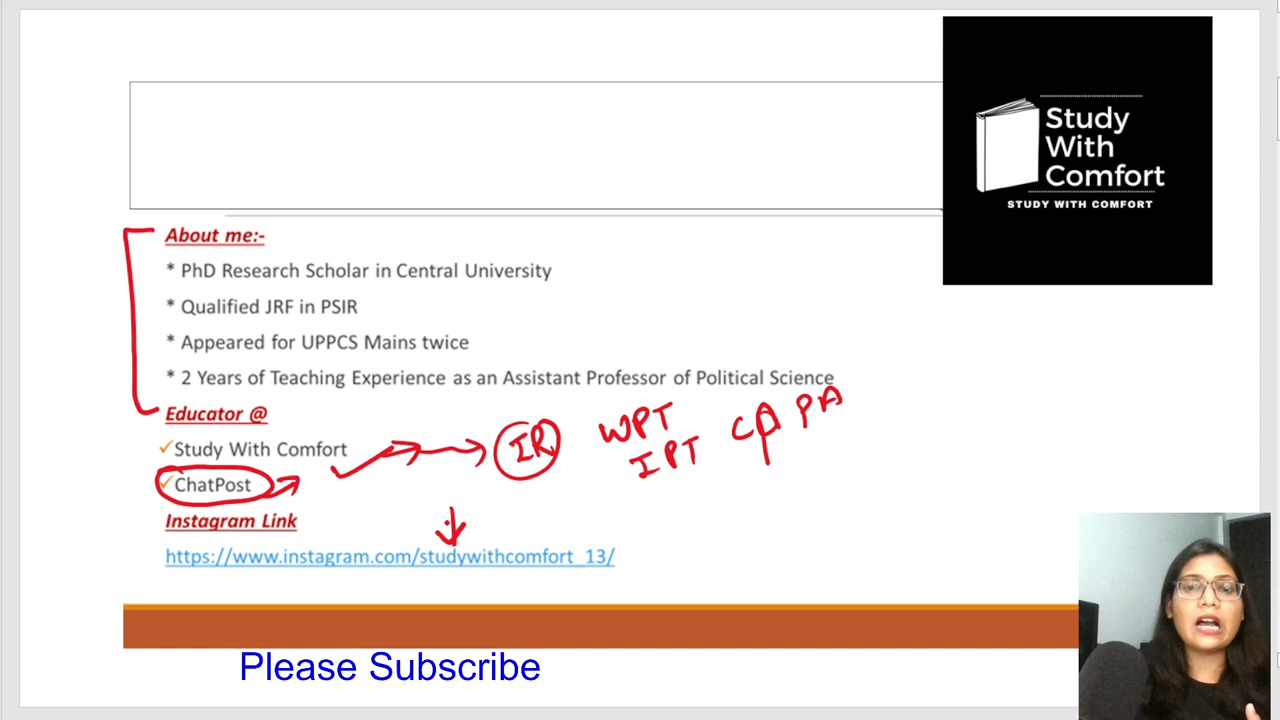 Study
With
Comfort
STUDY WITH COMFORT
About me:-
* PhD Research Scholar in Central University
* Qualified JRF in PSIR
* Appeared for UPPCS Mains twice
* 2 Years of Teaching Experience as an Assistant Professor of Political Science
Educator @
✓Study With Comfort
IR WPT CP PA
IPT
✓ChatPost
Instagram Link
https://www.instagram.com/studywithcomfort_13/
Please Subscribe